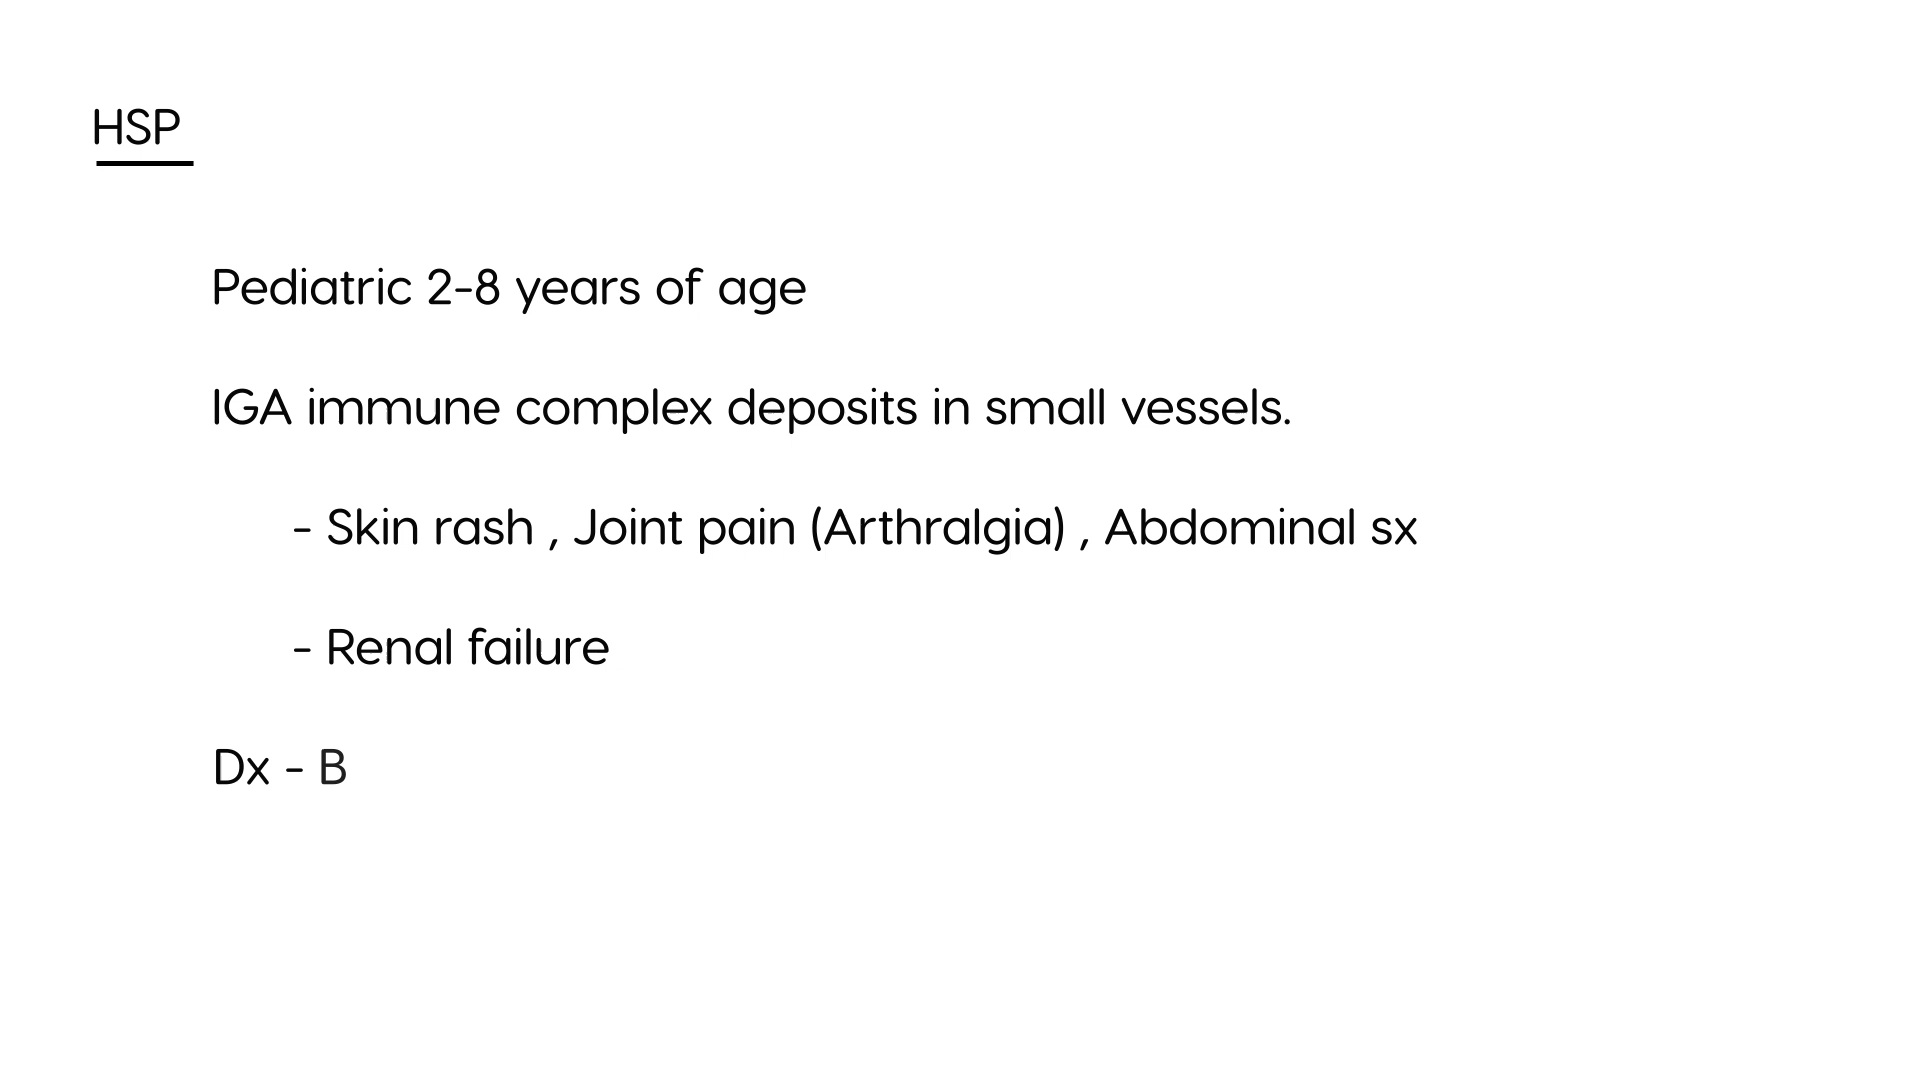 HSP
Pediatric 2-8 years of age
IGA immune complex deposits in small vessels.
- Skin rash , Joint pain (Arthralgia) , Abdominal sx
- Renal failure
Dx - B